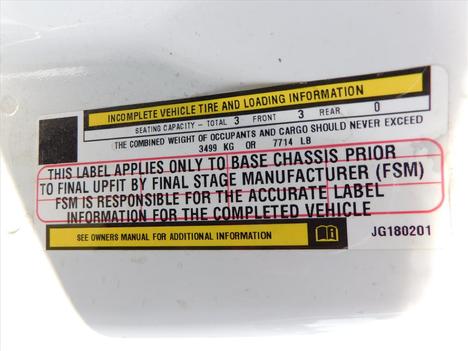 INCOMPLETE VEHICLE TIRE AND LOADING INFORMATION
SEATING CAPACITY - TOTAL 3 FRONT 3 REAR 0
THE COMBINED WEIGHT OF OCCUPANTS AND CARGO SHOULD NEVER EXCEED
3499 KG OR 7714 LB
THIS LABEL APPLIES ONLY TO BASE CHASSIS PRIOR
TO FINAL UPFIT BY FINAL STAGE MANUFACTURER (FSM)
FSM IS RESPONSIBLE FOR THE ACCURATE LABEL
INFORMATION FOR THE COMPLETED VEHICLE
SEE OWNERS MANUAL FOR ADDITIONAL INFORMATION
JG180201